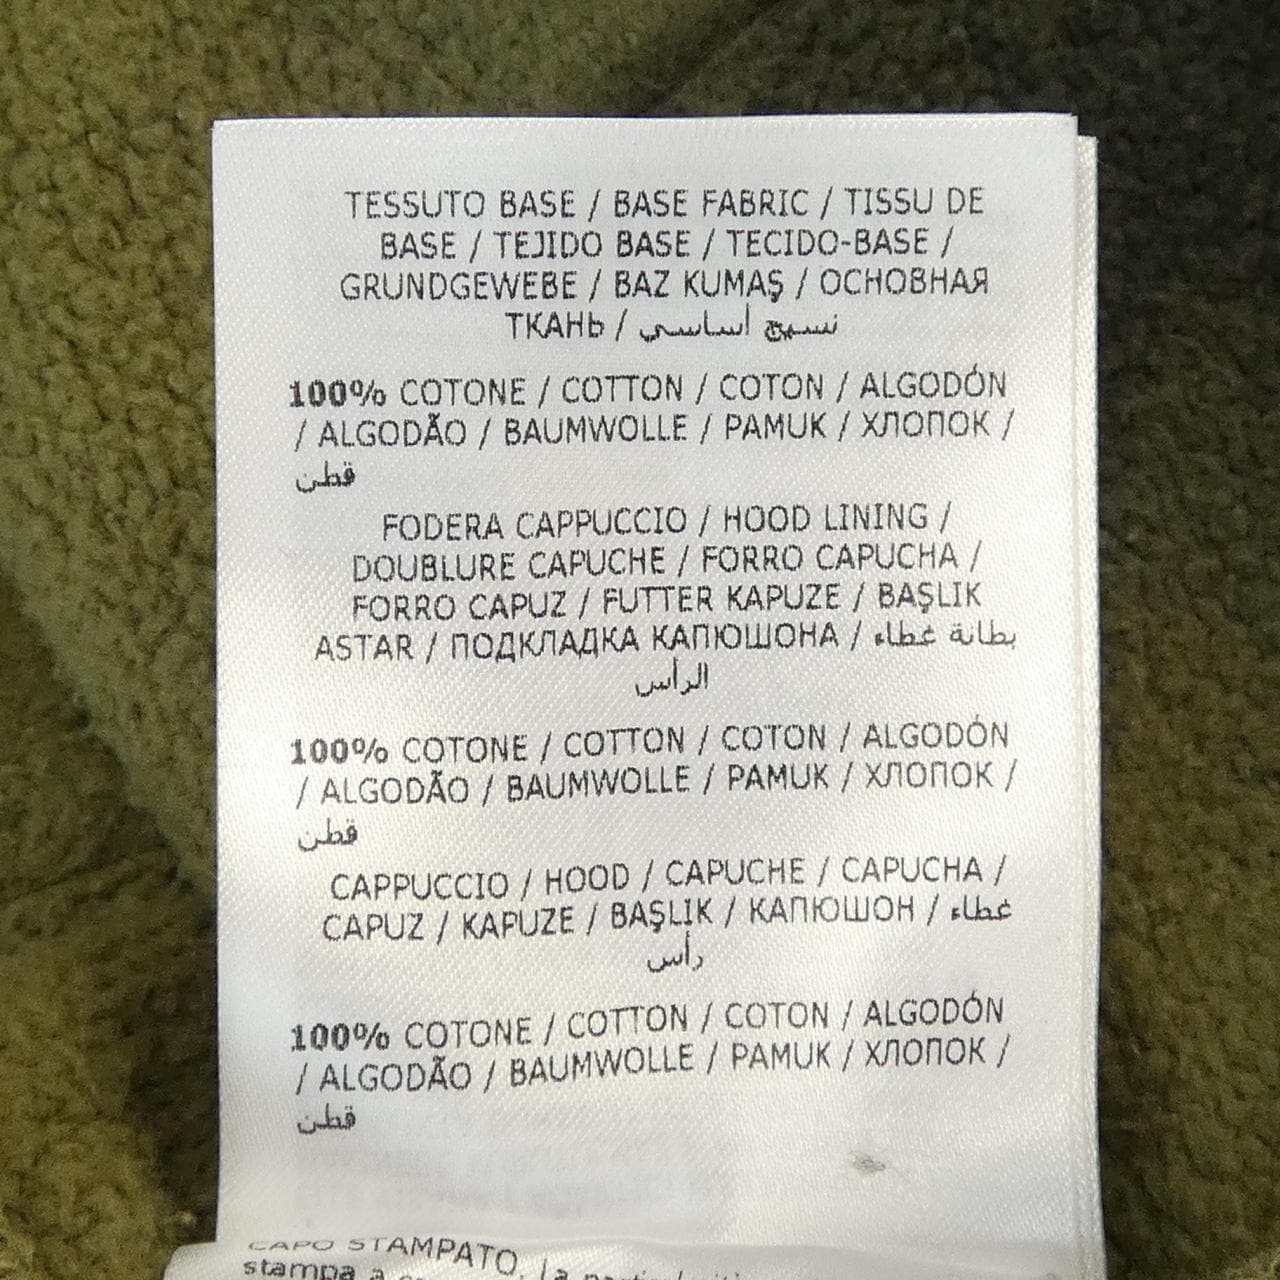 TESSUTO BASE / BASE FABRIC / TISSU DE
BASE / TEJIDO BASE / TECIDO-BASE /
GRUNDGEWEBE / BAZ KUMAŞ / ОСНОВНАЯ
ТКАНЬ / نسيج أساسي
100% COTONE / COTTON / COTON / ALGODÓN
/ ALGODÃO / BAUMWOLLE / PAMUK / ХЛОПОК /
قطن
FODERA CAPPUCCIO / HOOD LINING /
DOUBLURE CAPUCHE / FORRO CAPUCHA /
FORRO CAPUZ / FUTTER KAPUZE / BAŞLIK
ASTAR / ПОДКЛАДКА КАПЮШОНА / بطانة غطاء
الرأس
100% COTONE / COTTON / COTON / ALGODÓN
/ ALGODÃO / BAUMWOLLE / PAMUK / ХЛОПОК /
قطن
CAPPUCCIO / HOOD / CAPUCHE / CAPUCHA /
CAPUZ / KAPUZE / BAŞLIK / КАПЮШОН / غطاء
رأس
100% COTONE / COTTON / COTON / ALGODÓN
/ ALGODÃO / BAUMWOLLE / PAMUK / ХЛОПОК /
قطن
CAPO STAMPATO, la
stampa a